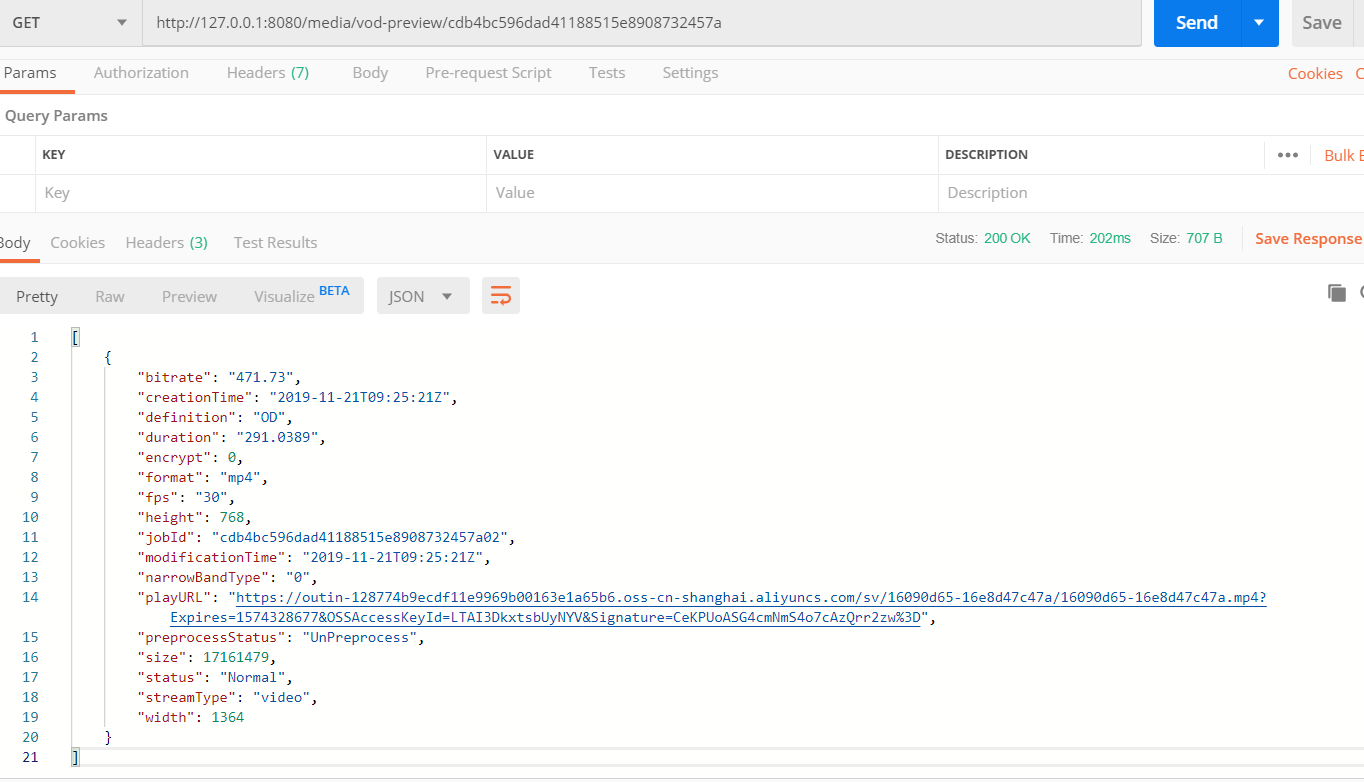 GET http://127.0.0.1:8080/media/vod-preview/cdb4bc596dad41188515e8908732457a Send Save
Params Authorization Headers (7) Body Pre-request Script Tests Settings Cookies C
Query Params
KEY VALUE DESCRIPTION ••• Bulk E
Key Value Description
Body Cookies Headers (3) Test Results Status: 200 OK Time: 202ms Size: 707 B Save Response
Pretty Raw Preview Visualize BETA JSON
1 [
2 {
3 "bitrate": "471.73",
4 "creationTime": "2019-11-21T09:25:21Z",
5 "definition": "OD",
6 "duration": "291.0389",
7 "encrypt": 0,
8 "format": "mp4",
9 "fps": "30",
10 "height": 768,
11 "jobId": "cdb4bc596dad41188515e8908732457a02",
12 "modificationTime": "2019-11-21T09:25:21Z",
13 "narrowBandType": "0",
14 "playURL": "https://outin-128774b9ecdf11e9969b00163e1a65b6.oss-cn-shanghai.aliyuncs.com/sv/16090d65-16e8d47c47a/16090d65-16e8d47c47a.mp4?
Expires=1574328677&OSSAccessKeyId=LTAI3DkxtsbUyNYV&Signature=CeKPUoASG4cmNmS4o7cAzQrr2zw%3D",
15 "preprocessStatus": "UnPreprocess",
16 "size": 17161479,
17 "status": "Normal",
18 "streamType": "video",
19 "width": 1364
20 }
21 ]